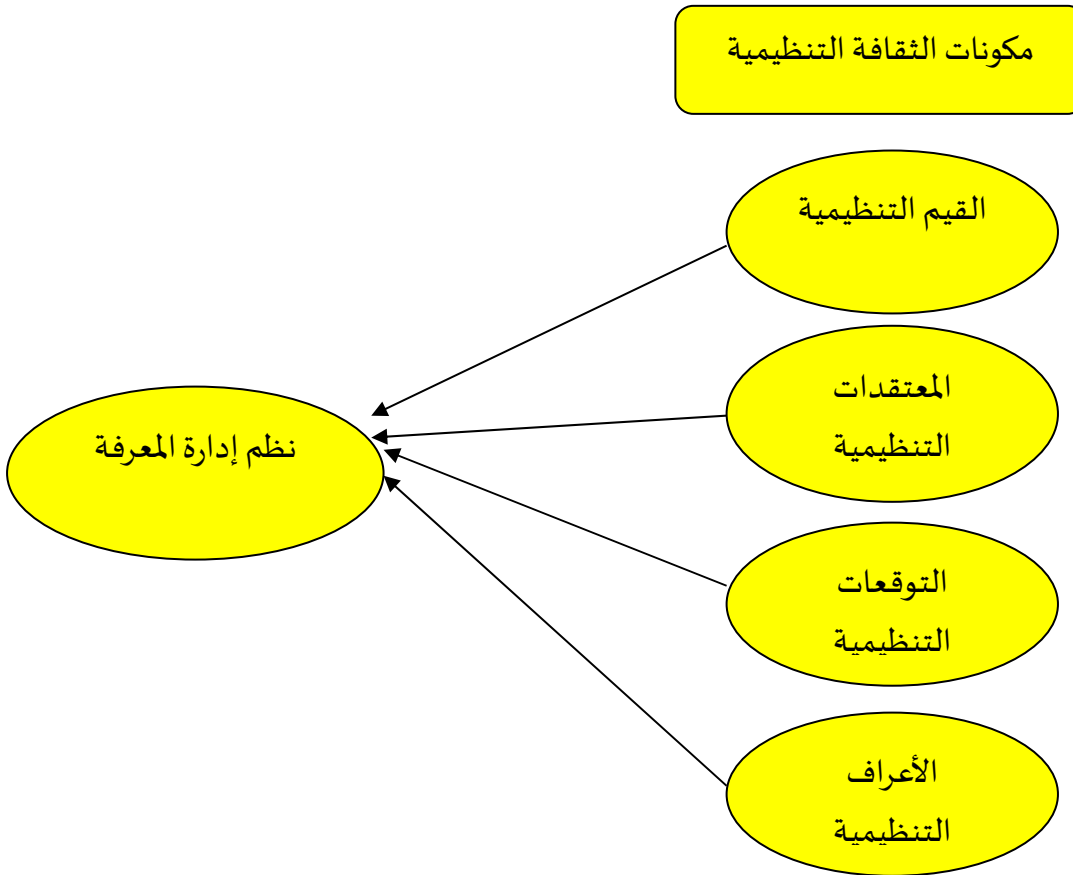 مكونات الثقافة التنظيمية
القيم التنظيمية
المعتقدات
التنظيمية
نظم إدارة المعرفة
التوقعات
التنظيمية
الأعراف
التنظيمية